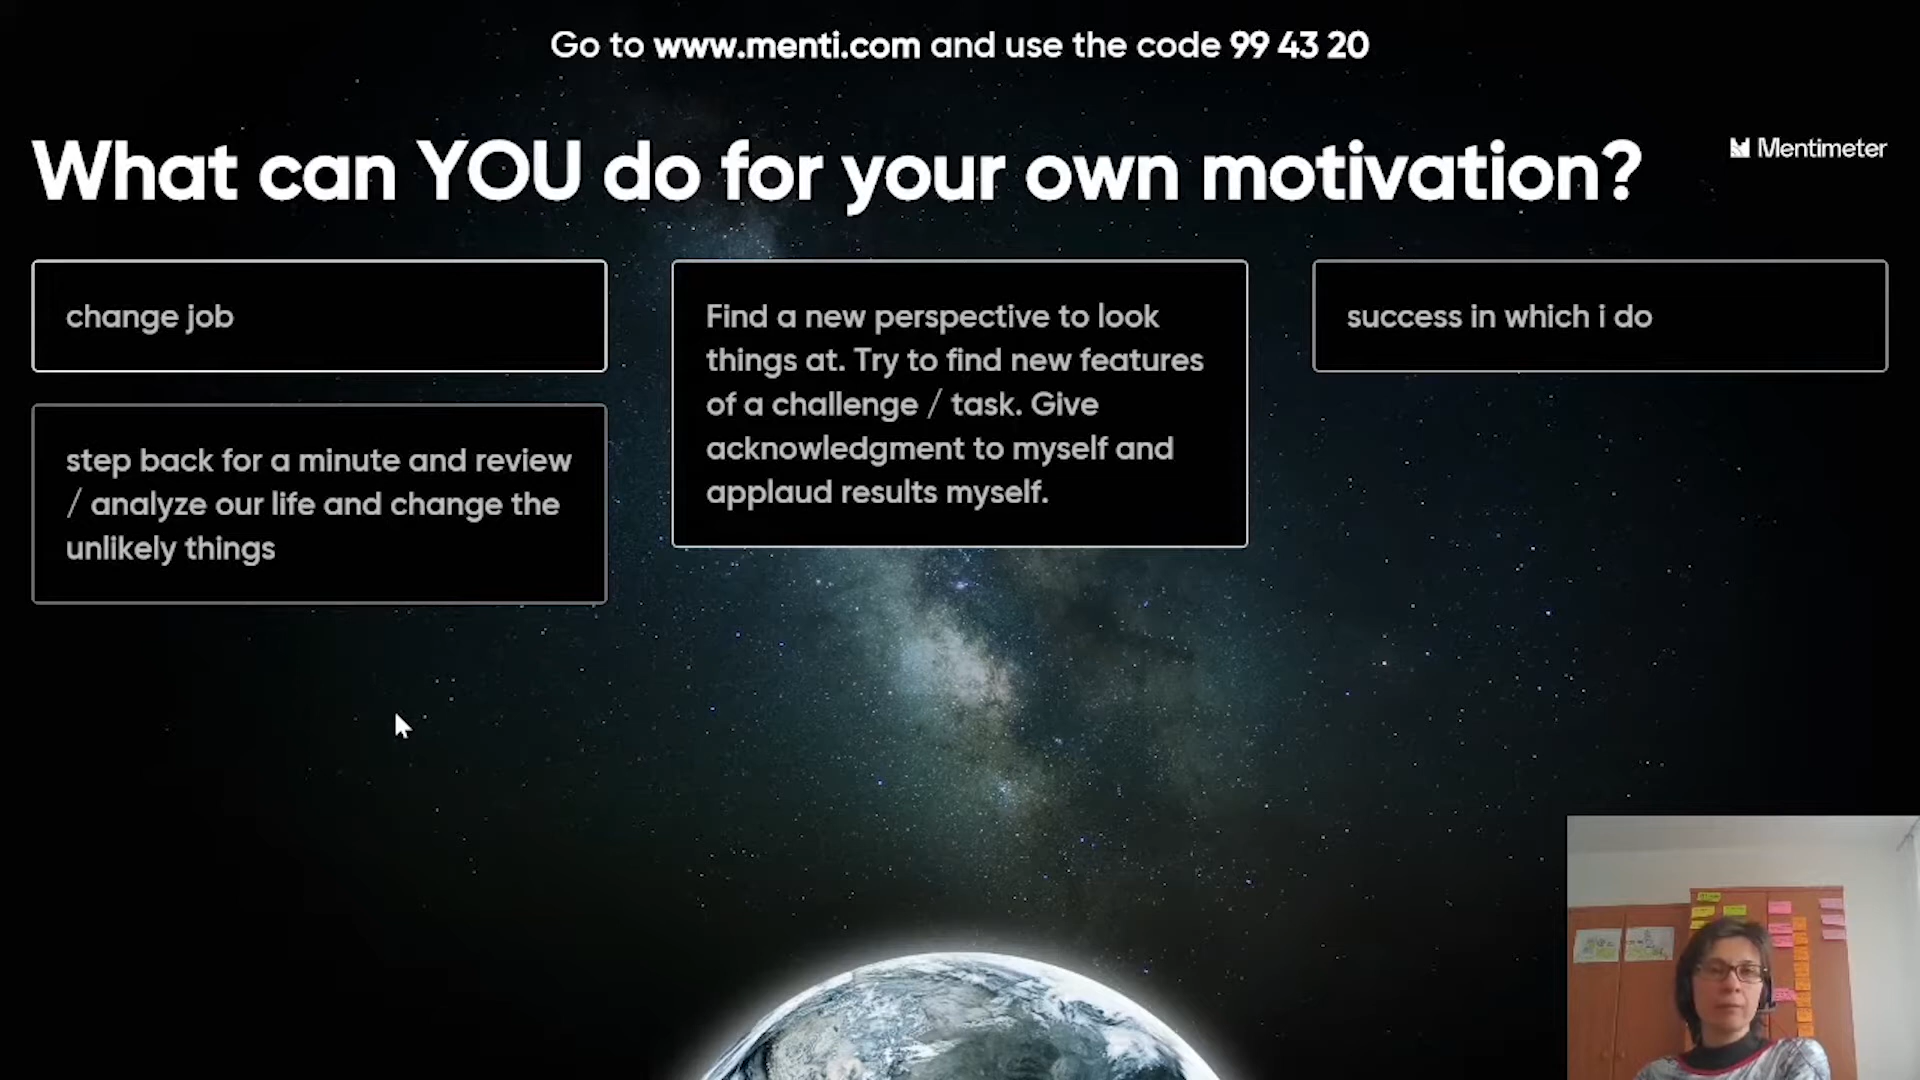 Go to www.menti.com and use the code 99 43 20
What can YOU do for your own motivation?
Mentimeter
change job
step back for a minute and review
/ analyze our life and change the
unlikely things
Find a new perspective to look
things at. Try to find new features
of a challenge / task. Give
acknowledgment to myself and
applaud results myself.
success in which i do